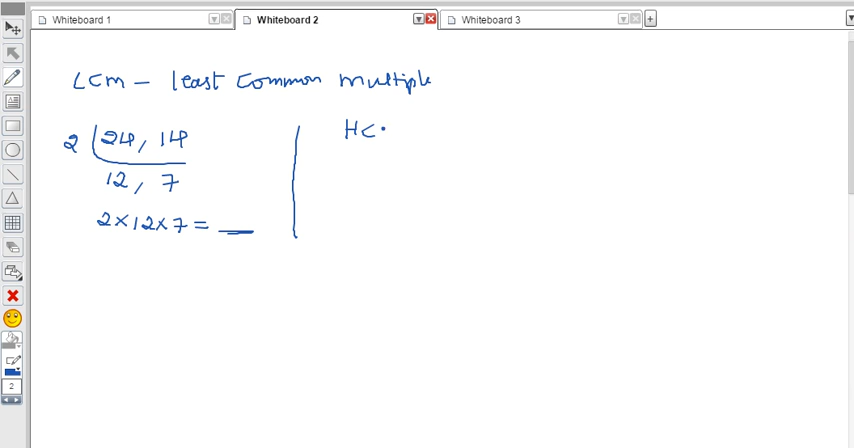 Whiteboard 1 Whiteboard 2 Whiteboard 3
LCM - least Common multiple
2 24, 14
12, 7
2×12×7 = __
HC.
2